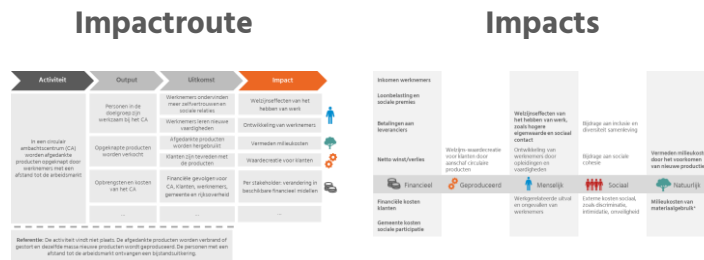 Impactroute
Impacts
Activiteit
Output
Uitkomst
Impact
In een circulair
ambachtscentrum (CA)
worden afgedankte
producten opgeknapt door
werknemers met een
afstand tot de arbeidsmarkt
Personen in de
doelgroep zijn
werkzaam bij het CA
Opgeknapte producten
worden verkocht
Opbrengsten en kosten
van het CA
...
Werknemers ondervinden
meer zelfvertrouwen en
sociale relaties
Werknemers leren nieuwe
vaardigheden
Afgedankte producten
worden hergebruikt
Klanten zijn tevreden met
de producten
Financiële gevolgen voor
CA, klanten, werknemers,
gemeente en rijksoverheid
...
Welzijnseffecten van het
hebben van werk
Ontwikkeling van werknemers
Vermeden milieukosten
Waardecreatie voor klanten
Per stakeholder: verandering in
beschikbare financieel middelen
...
Referentie: De activiteit vindt niet plaats. De afgedankte producten worden verbrand of
gestort en dezelfde massa nieuwe producten wordt geproduceerd. De personen met een
afstand tot de arbeidsmarkt ontvangen een bijstandsuitkering.
Inkomen werknemers
Loonbelasting en
sociale premies
Betalingen aan
leveranciers
Netto winst/verlies
Welzijns-waardecreatie
voor klanten door
aanschaf circulaire
producten
Welzijnseffecten van
het hebben van werk,
zoals hogere
eigenwaarde en sociaal
contact
Ontwikkeling van
werknemers door
opleidingen en
vaardigheden
Bijdrage aan inclusie en
diversiteit samenleving
Bijdrage aan sociale
cohesie
Vermeden milieukosten
door het voorkomen
van nieuwe productie
Financieel
Geproduceerd
Menselijk
Sociaal
Natuurlijk
Financiële kosten
klanten
Gemeente kosten
sociale participatie
Werkgerelateerde uitval
en ongevallen van
werknemers
Externe kosten sociaal,
zoals discriminatie,
intimidatie, onveiligheid
Milieukosten van
materiaalgebruik*